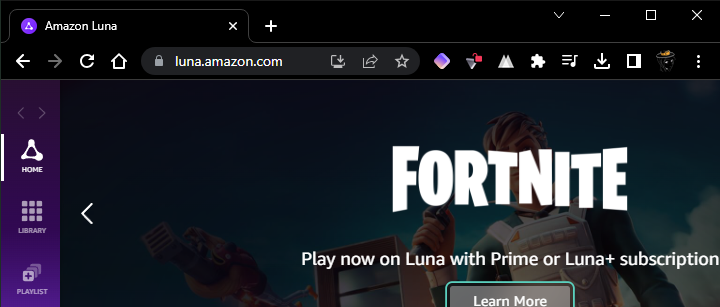 Amazon Luna
luna.amazon.com
HOME
LIBRARY
PLAYLIST
FORTNITE
Play now on Luna with Prime or Luna+ subscription
Learn More